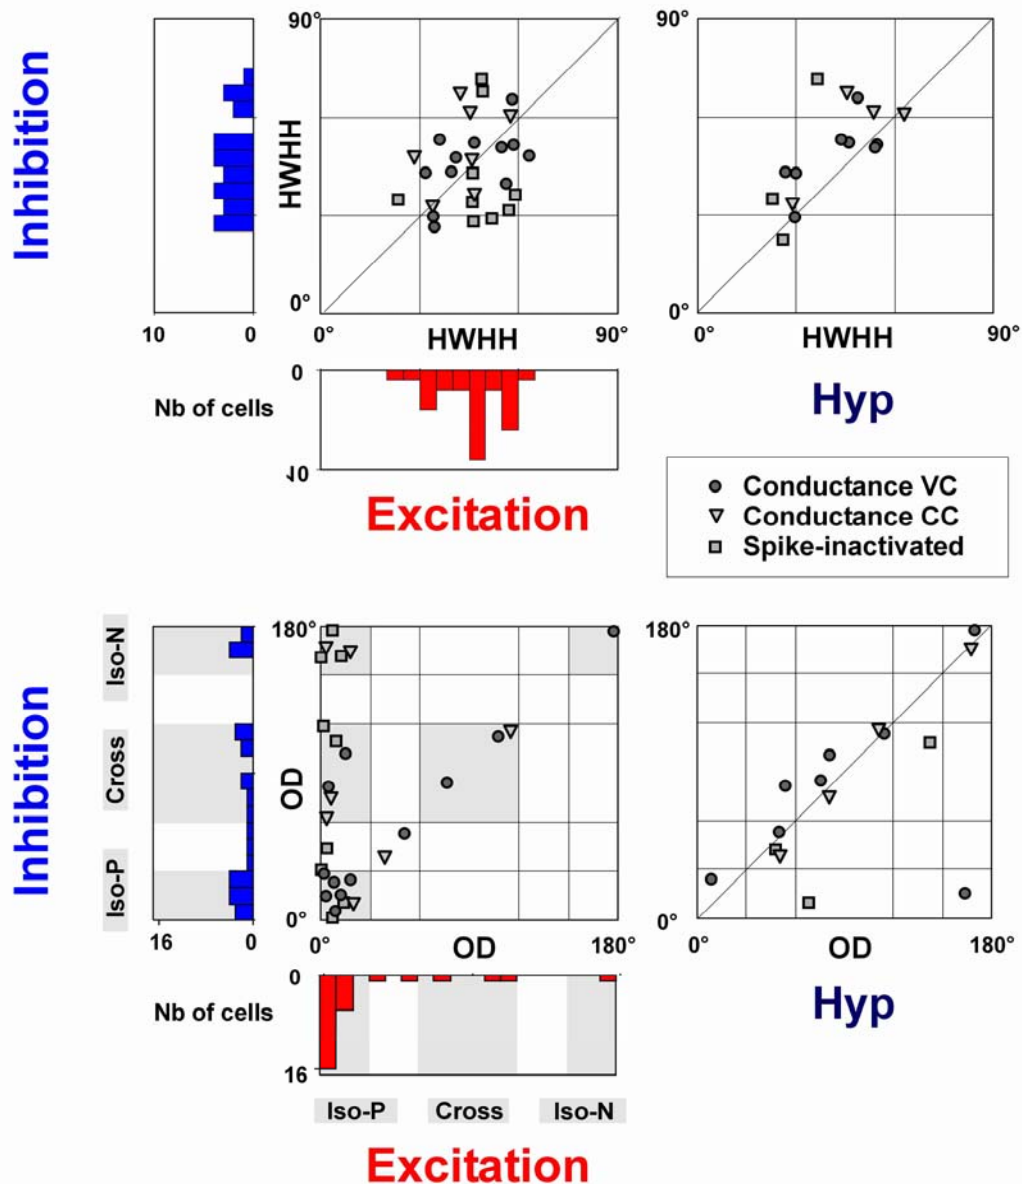 90°
90°
Inhibition
HWHH
0°
0°
10
0
0°
HWHH
90°
0°
HWHH
90°
0
Nb of cells
10
Hyp
Excitation
Conductance VC
Conductance CC
Spike-inactivated
Inhibition
Iso-N
Cross
Iso-P
180°
OD
0°
180°
0°
16
0
0°
OD
180°
0°
OD
180°
0
Nb of cells
16
Hyp
Iso-P
Cross
Iso-N
Excitation